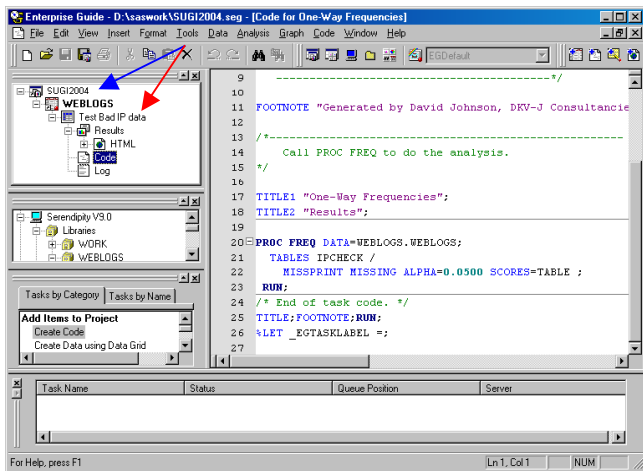 Enterprise Guide - D:\saswork\SUGI2004.seg - [Code for One-Way Frequencies]
File Edit View Insert Format Tools Data Analysis Graph Code Window Help
EGDefault
SUGI2004
WEBLOGS
Test Bad IP data
Results
HTML
Code
Log
Serendipity V9.0
Libraries
WORK
WEBLOGS
Tasks by Category Tasks by Name
Add Items to Project
Create Code
Create Data using Data Grid
9 -----------------------------------------------*/
10
11 FOOTNOTE "Generated by David Johnson, DKV-J Consultancie
12
13 /*------------------------------------------------
14 Call PROC FREQ to do the analysis.
15 */
16
17 TITLE1 "One-Way Frequencies";
18 TITLE2 "Results";
19
20 PROC FREQ DATA=WEBLOGS.WEBLOGS;
21 TABLES IPCHECK /
22 MISSPRINT MISSING ALPHA=0.0500 SCORES=TABLE ;
23 RUN;
24 /* End of task code. */
25 TITLE;FOOTNOTE;RUN;
26 %LET _EGTASKLABEL =;
27
Task Name Status Queue Position Server
For Help, press F1 Ln 1, Col 1 NUM